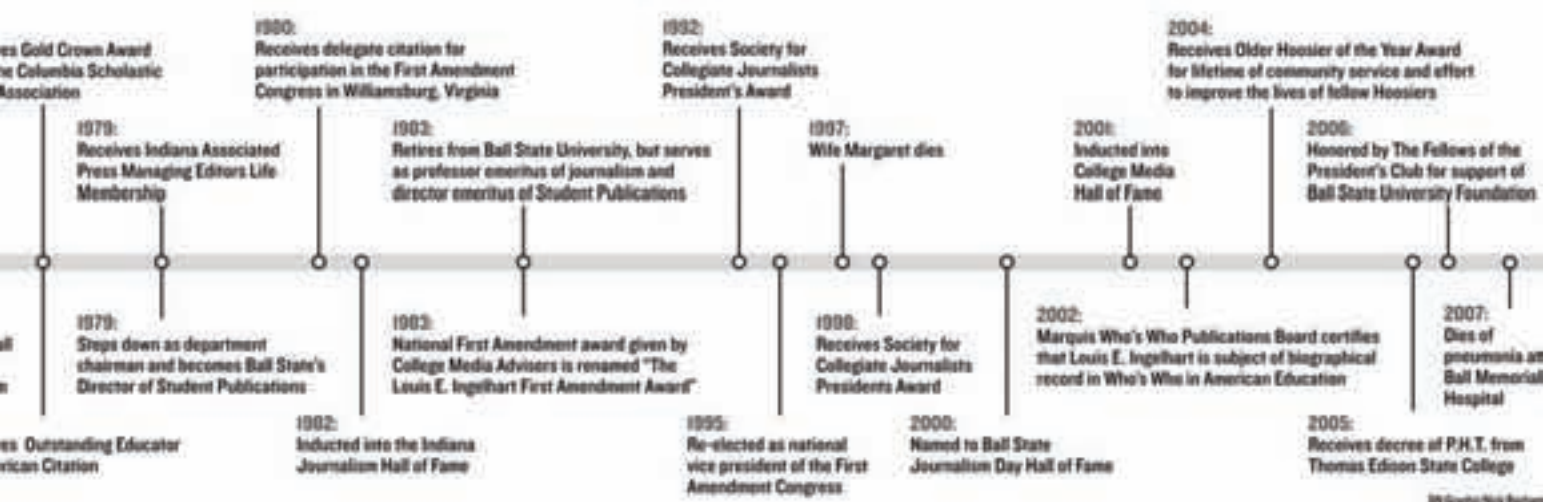 es Gold Crown Award
he Columbia Scholastic
Association
1980:
Receives delegate citation for
participation in the First Amendment
Congress in Williamsburg, Virginia
1992:
Receives Society for
Collegiate Journalists
President's Award
2004:
Receives Older Hoosier of the Year Award
for lifetime of community service and effort
to improve the lives of fellow Hoosiers
1979:
Receives Indiana Associated
Press Managing Editors Life
Membership
1983:
Retires from Ball State University, but serves
as professor emeritus of journalism and
director emeritus of Student Publications
1997:
Wife Margaret dies
2001:
Inducted into
College Media
Hall of Fame
2006:
Honored by The Fellows of the
President's Club for support of
Ball State University Foundation
all
1979:
Steps down as department
chairman and becomes Ball State's
Director of Student Publications
1983:
National First Amendment award given by
College Media Advisers is renamed "The
Louis E. Ingelhart First Amendment Award"
1998:
Receives Society for
Collegiate Journalists
Presidents Award
2002:
Marquis Who's Who Publications Board certifies
that Louis E. Ingelhart is subject of biographical
record in Who's Who in American Education
2007:
Dies of
pneumonia at
Ball Memorial
Hospital
es Outstanding Educator
rican Citation
1982:
Inducted into the Indiana
Journalism Hall of Fame
1995:
Re-elected as national
vice president of the First
Amendment Congress
2000:
Named to Ball State
Journalism Day Hall of Fame
2005:
Receives decree of P.H.T. from
Thomas Edison State College